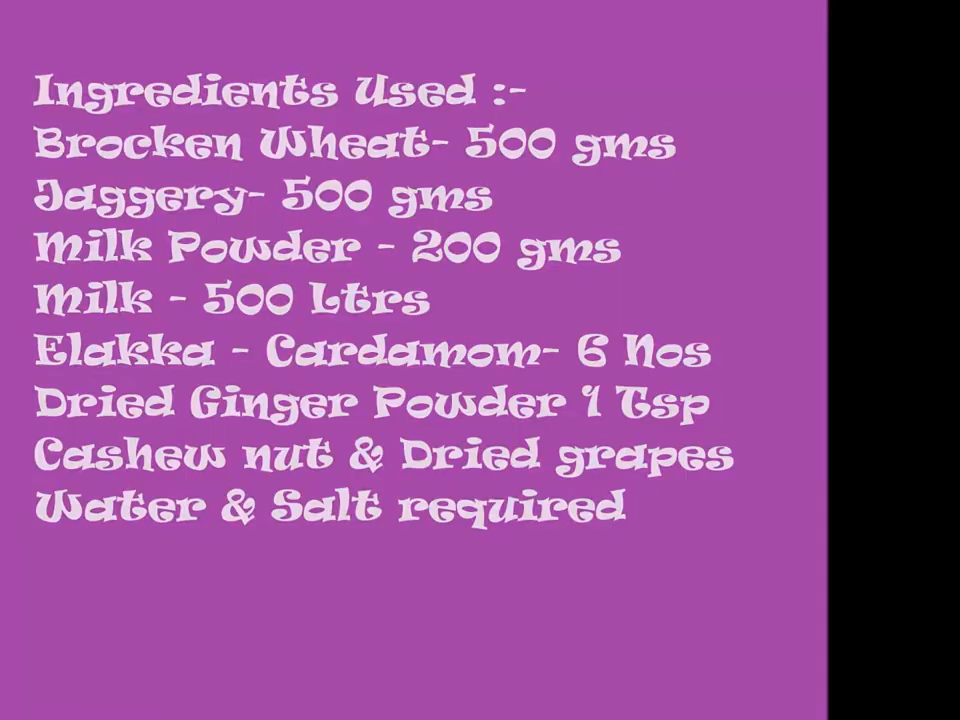 Ingredients Used :-
Brocken Wheat- 500 gms
Jaggery- 500 gms
Milk Powder - 200 gms
Milk - 500 Ltrs
Elakka - Cardamom- 6 Nos
Dried Ginger Powder 1 Tsp
Cashew nut & Dried grapes
Water & Salt required